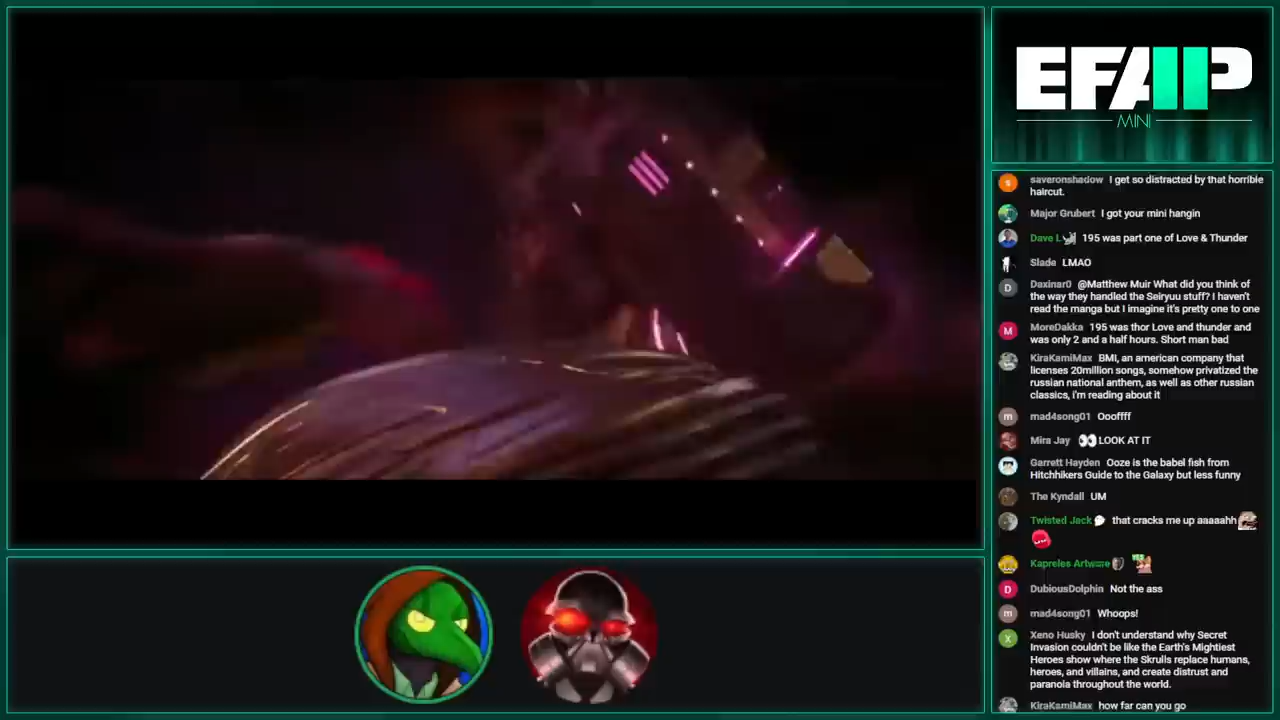 EFAP
MINI
saveronshadow I get so distracted by that horrible
haircut.
Major Grubert I got your mini hangin
Dave L 195 was part one of Love & Thunder
Slade LMAO
Daxinar0 @Matthew Muir What did you think of
the way they handled the Seiryuu stuff? I haven't
read the manga but I imagine it's pretty one to one
MoreDakka 195 was thor Love and thunder and
was only 2 and a half hours. Short man bad
KiraKamiMax BMI, an american company that
licenses 20million songs, somehow privatized the
russian national anthem, as well as other russian
classics, i'm reading about it
mad4song01 Oooffff
Mira Jay 👀LOOK AT IT
Garrett Hayden Ooze is the babel fish from
Hitchhikers Guide to the Galaxy but less funny
The Kyndall UM
Twisted Jack that cracks me up aaaaahh
Kapreles Artware
DubiousDolphin Not the ass
mad4song01 Whoops!
Xeno Husky I don't understand why Secret
Invasion couldn't be like the Earth's Mightiest
Heroes show where the Skrulls replace humans,
heroes, and villains, and create distrust and
paranoia throughout the world.
KiraKamiMax how far can you go